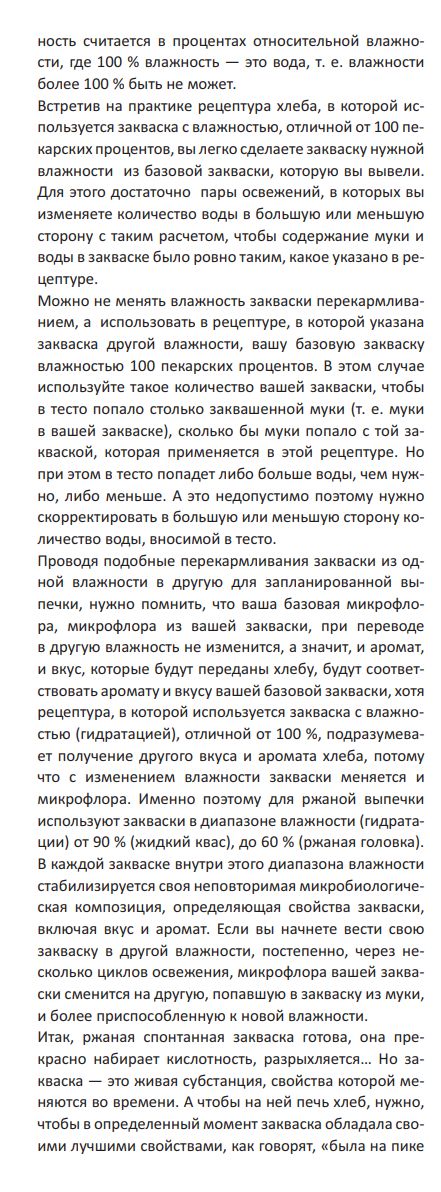 ность считается в процентах относительной влажно-
сти, где 100 % влажность — это вода, т. е. влажности
более 100 % быть не может.
Встретив на практике рецептура хлеба, в которой ис-
пользуется закваска с влажностью, отличной от 100 пе-
карских процентов, вы легко сделаете закваску нужной
влажности из базовой закваски, которую вы вывели.
Для этого достаточно пары освежений, в которых вы
изменяете количество воды в большую или меньшую
сторону с таким расчетом, чтобы содержание муки и
воды в закваске было ровно таким, какое указано в ре-
цептуре.
Можно не менять влажность закваски перекармлива-
нием, а использовать в рецептуре, в которой указана
закваска другой влажности, вашу базовую закваску
влажностью 100 пекарских процентов. В этом случае
используйте такое количество вашей закваски, чтобы
в тесто попало столько заквашенной муки (т. е. муки
в вашей закваске), сколько бы муки попало с той за-
кваской, которая применяется в этой рецептуре. Но
при этом в тесто попадет либо больше воды, чем нуж-
но, либо меньше. А это недопустимо поэтому нужно
скорректировать в большую или меньшую сторону ко-
личество воды, вносимой в тесто.
Проводя подобные перекармливания закваски из од-
ной влажности в другую для запланированной вы-
печки, нужно помнить, что ваша базовая микрофло-
ра, микрофлора из вашей закваски, при переводе
в другую влажность не изменится, а значит, и аромат,
и вкус, которые будут переданы хлебу, будут соответ-
ствовать аромату и вкусу вашей базовой закваски, хотя
рецептура, в которой используется закваска с влажно-
стью (гидратацией), отличной от 100 %, подразумева-
ет получение другого вкуса и аромата хлеба, потому
что с изменением влажности закваски меняется и
микрофлора. Именно поэтому для ржаной выпечки
используют закваски в диапазоне влажности (гидрата-
ции) от 90 % (жидкий квас), до 60 % (ржаная головка).
В каждой закваске внутри этого диапазона влажности
стабилизируется своя неповторимая микробиологиче-
ская композиция, определяющая свойства закваски,
включая вкус и аромат. Если вы начнете вести свою
закваску в другой влажности, постепенно, через не-
сколько циклов освежения, микрофлора вашей заква-
ски сменится на другую, попавшую в закваску из муки,
и более приспособленную к новой влажности.
Итак, ржаная спонтанная закваска готова, она пре-
красно набирает кислотность, разрыхляется… Но за-
кваска — это живая субстанция, свойства которой ме-
няются во времени. А чтобы на ней печь хлеб, нужно,
чтобы в определенный момент закваска обладала сво-
ими лучшими свойствами, как говорят, «была на пике